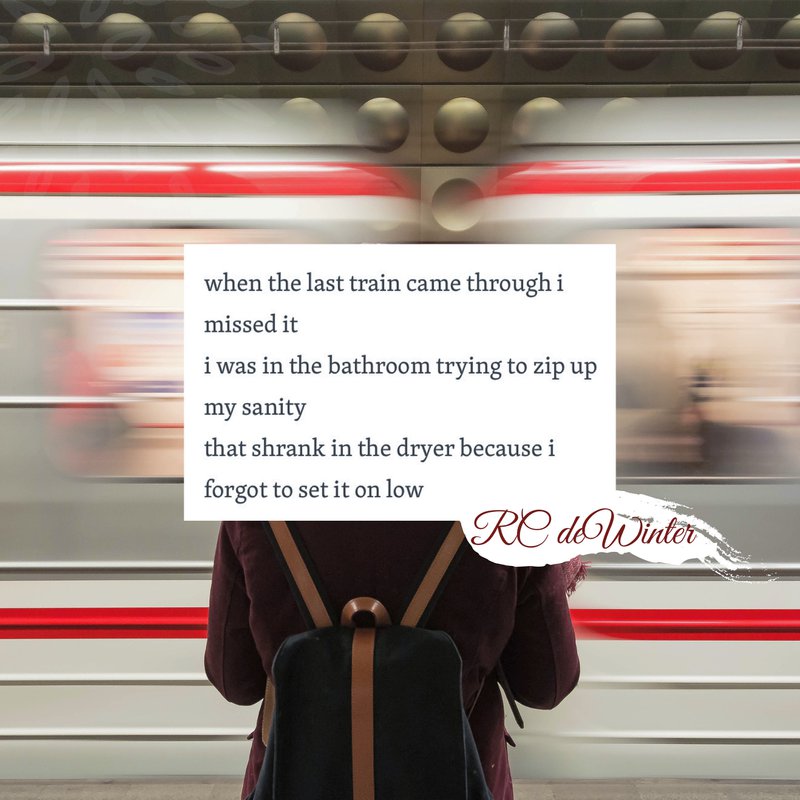 when the last train came through i
missed it
i was in the bathroom trying to zip up
my sanity
that shrank in the dryer because i
forgot to set it on low
RC deWinter